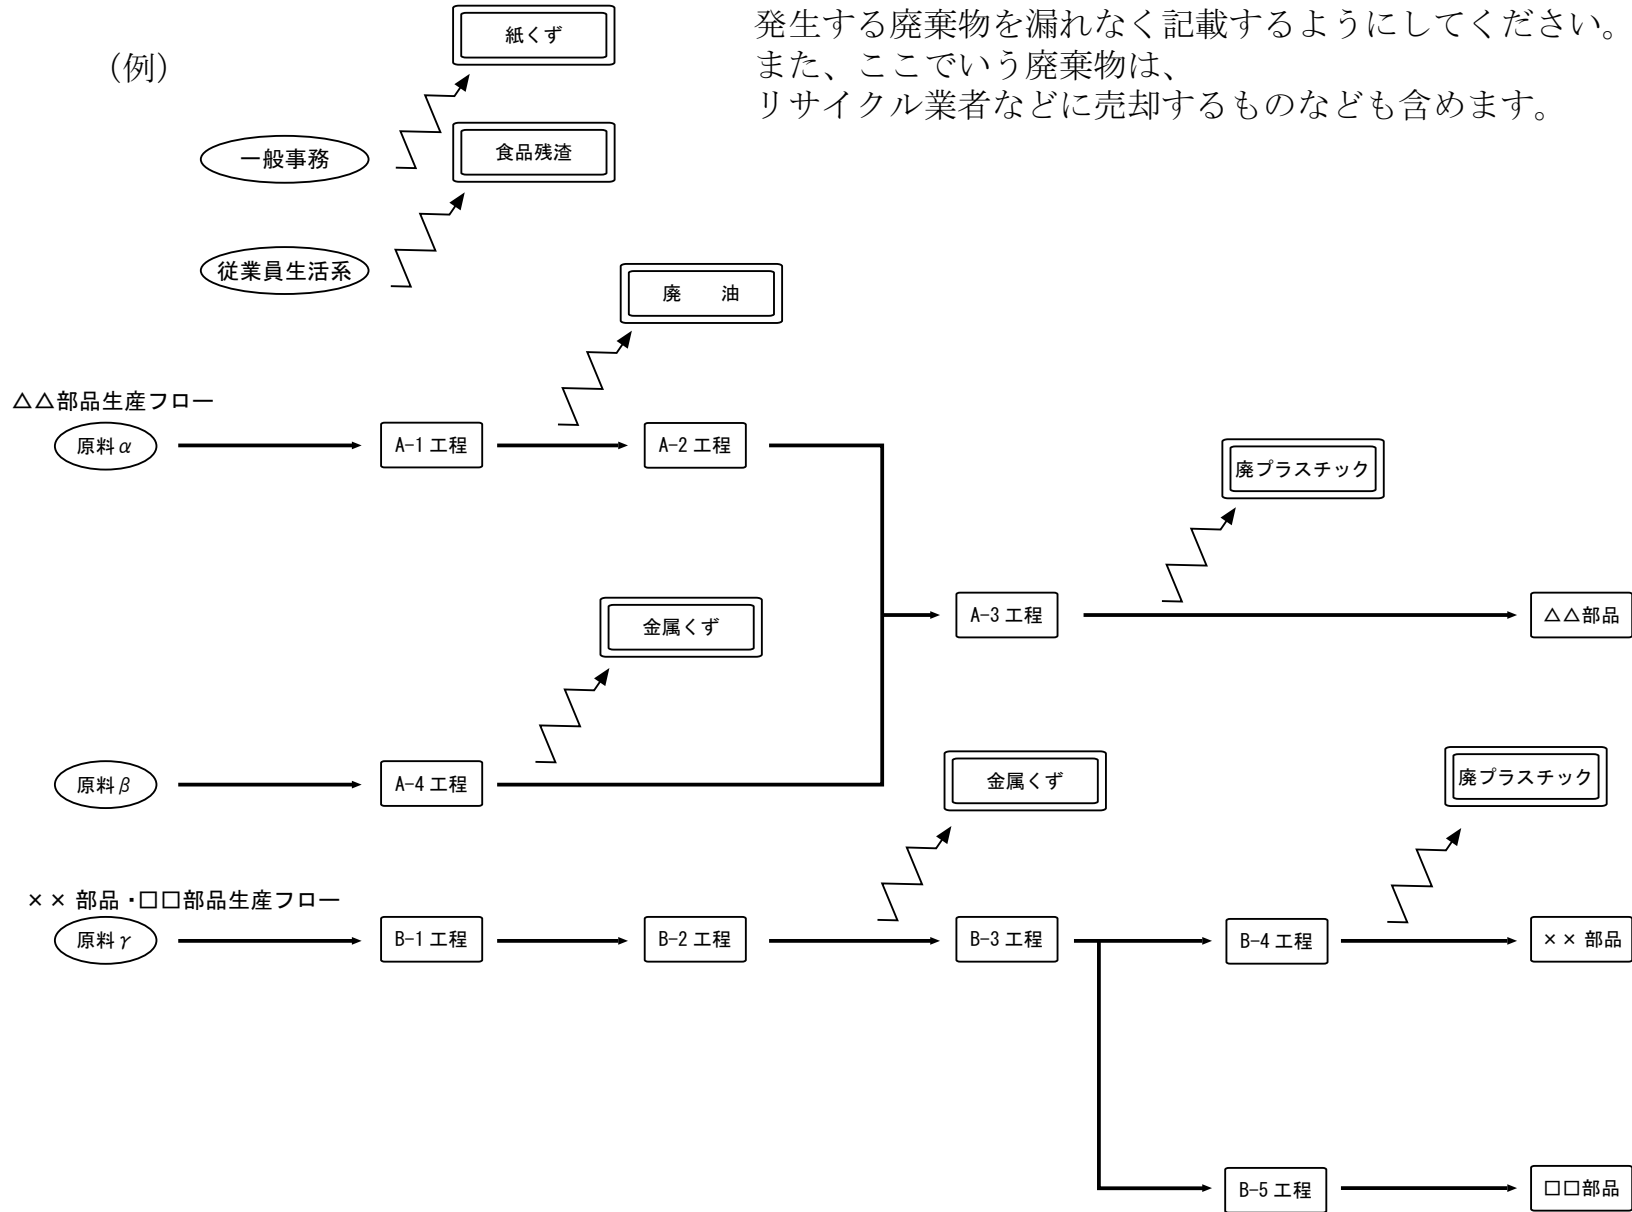 発生する廃棄物を漏れなく記載するようにしてください。
また、ここでいう廃棄物は、
リサイクル業者などに売却するものなども含めます。
（例）
紙くず
一般事務
食品残渣
従業員生活系
廃　油
△△部品生産フロー
原料α
A-1 工程
A-2 工程
廃プラスチック
金属くず
A-3 工程
△△部品
原料β
A-4 工程
金属くず
廃プラスチック
×× 部品・□□部品生産フロー
原料γ
B-1 工程
B-2 工程
B-3 工程
B-4 工程
×× 部品
B-5 工程
□□部品